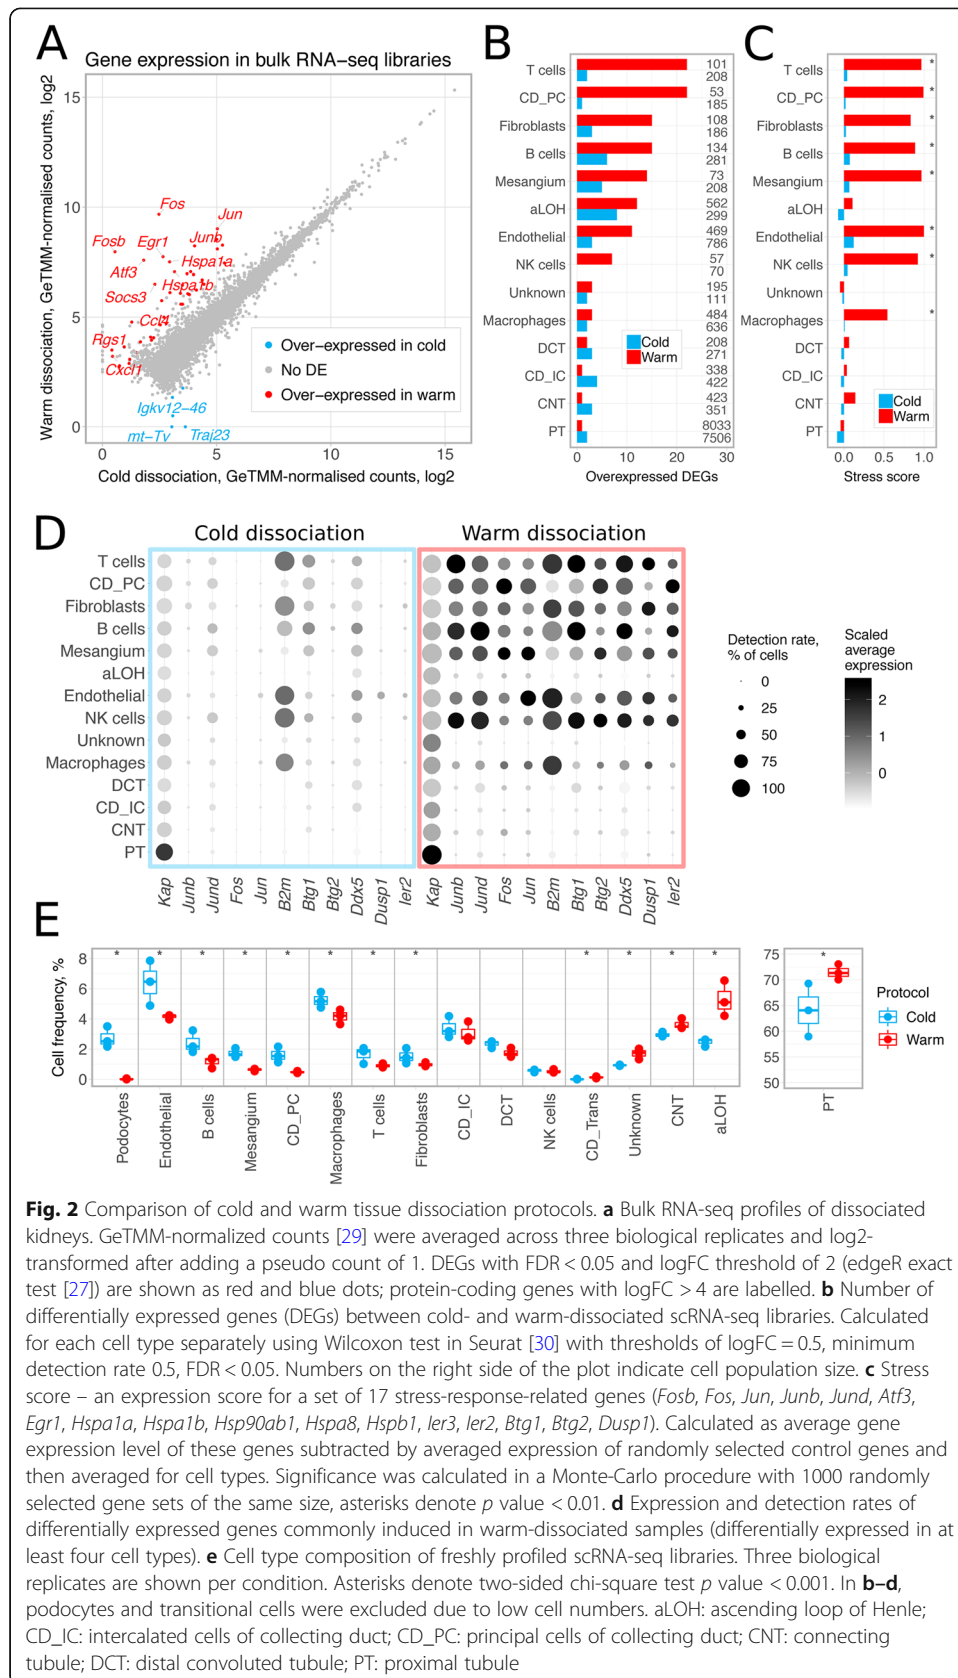 A
Gene expression in bulk RNA−seq libraries
Warm dissociation, GeTMM-normalised counts, log2
15
10
5
0
Fos
Jun
Fosb
Egr1
Junb
Atf3
Hspa1a
Hspa1b
Socs3
Ccl4
Rgs1
Cxcl1
Igkv12−46
mt−Tv
Traj23
Over−expressed in cold
No DE
Over−expressed in warm
0 5 10 15
Cold dissociation, GeTMM-normalised counts, log2
B
T cells 101 208
CD_PC 53 185
Fibroblasts 108 186
B cells 134 281
Mesangium 73 208
aLOH 562 299
Endothelial 469 786
NK cells 57 70
Unknown 195 111
Macrophages 484 636
DCT 208 271
CD_IC 338 422
CNT 423 351
PT 8033 7506
Cold
Warm
0 10 20 30
Overexpressed DEGs
C
T cells *
CD_PC *
Fibroblasts *
B cells *
Mesangium *
aLOH
Endothelial *
NK cells *
Unknown
Macrophages *
DCT
CD_IC
CNT
PT
Cold
Warm
0.0 0.5 1.0
Stress score
D
Cold dissociation Warm dissociation
T cells
CD_PC
Fibroblasts
B cells
Mesangium
aLOH
Endothelial
NK cells
Unknown
Macrophages
DCT
CD_IC
CNT
PT
Kap Junb Jund Fos Jun B2m Btg1 Btg2 Ddx5 Dusp1 Ier2
Kap Junb Jund Fos Jun B2m Btg1 Btg2 Ddx5 Dusp1 Ier2
Detection rate,
% of cells
0
25
50
75
100
Scaled
average
expression
2
1
0
E
Cell frequency, %
8
6
4
2
0
* * * * * * * * * * * *
Podocytes Endothelial B cells Mesangium CD_PC Macrophages T cells Fibroblasts CD_IC DCT NK cells CD_Trans Unknown CNT aLOH
75
70
65
60
55
50
*
PT
Protocol
Cold
Warm
Fig. 2 Comparison of cold and warm tissue dissociation protocols. a Bulk RNA-seq profiles of dissociated
kidneys. GeTMM-normalized counts [29] were averaged across three biological replicates and log2-
transformed after adding a pseudo count of 1. DEGs with FDR < 0.05 and logFC threshold of 2 (edgeR exact
test [27]) are shown as red and blue dots; protein-coding genes with logFC > 4 are labelled. b Number of
differentially expressed genes (DEGs) between cold- and warm-dissociated scRNA-seq libraries. Calculated
for each cell type separately using Wilcoxon test in Seurat [30] with thresholds of logFC = 0.5, minimum
detection rate 0.5, FDR < 0.05. Numbers on the right side of the plot indicate cell population size. c Stress
score – an expression score for a set of 17 stress-response-related genes (Fosb, Fos, Jun, Junb, Jund, Atf3,
Egr1, Hspa1a, Hspa1b, Hsp90ab1, Hspa8, Hspb1, Ier3, Ier2, Btg1, Btg2, Dusp1). Calculated as average gene
expression level of these genes subtracted by averaged expression of randomly selected control genes and
then averaged for cell types. Significance was calculated in a Monte-Carlo procedure with 1000 randomly
selected gene sets of the same size, asterisks denote p value < 0.01. d Expression and detection rates of
differentially expressed genes commonly induced in warm-dissociated samples (differentially expressed in at
least four cell types). e Cell type composition of freshly profiled scRNA-seq libraries. Three biological
replicates are shown per condition. Asterisks denote two-sided chi-square test p value < 0.001. In b–d,
podocytes and transitional cells were excluded due to low cell numbers. aLOH: ascending loop of Henle;
CD_IC: intercalated cells of collecting duct; CD_PC: principal cells of collecting duct; CNT: connecting
tubule; DCT: distal convoluted tubule; PT: proximal tubule